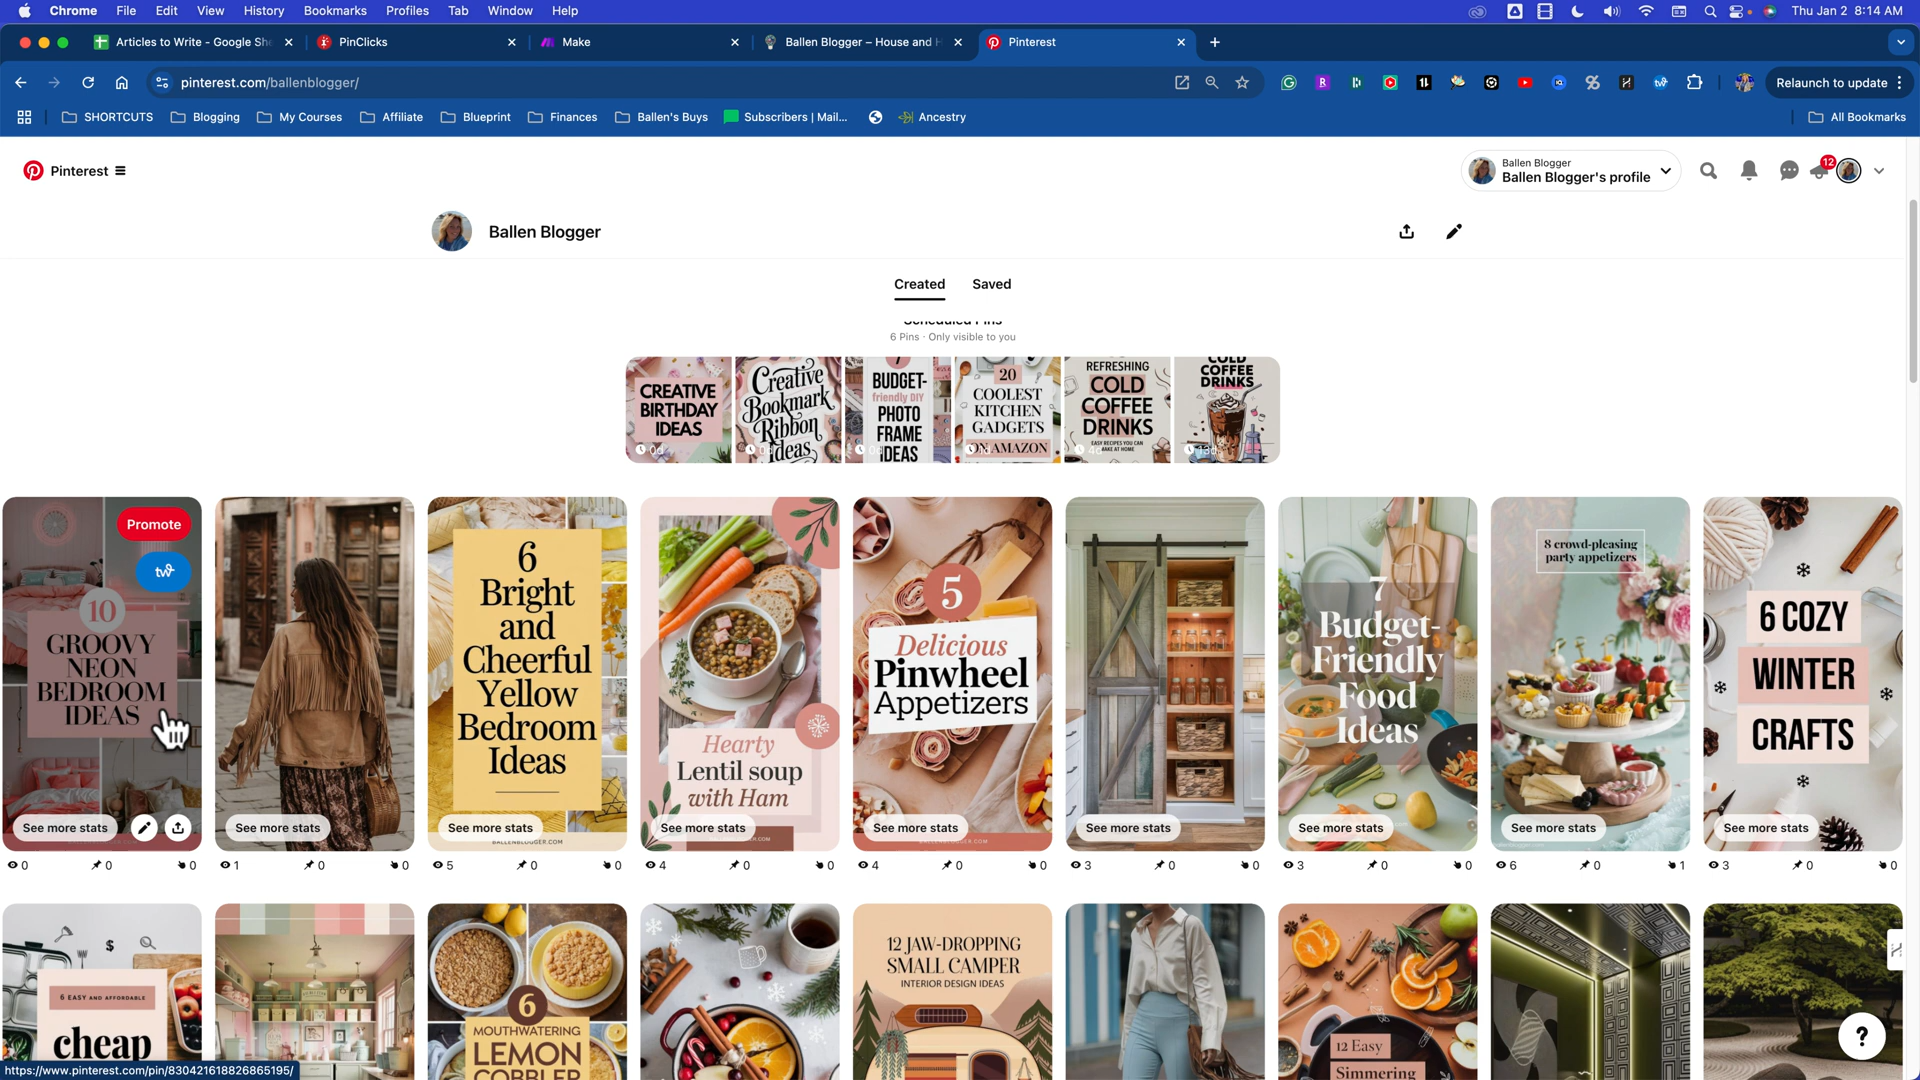 Chrome File Edit View History Bookmarks Profiles Tab Window Help
Thu Jan 2 8:14 AM
Articles to Write - Google She
PinClicks
Make
Ballen Blogger – House and H
Pinterest
pinterest.com/ballenblogger/
Relaunch to update
SHORTCUTS
Blogging
My Courses
Affiliate
Blueprint
Finances
Ballen's Buys
Subscribers | Mail...
Ancestry
All Bookmarks
Pinterest
Ballen Blogger
Ballen Blogger's profile
12
Ballen Blogger
Created
Saved
Scheduled Pins
6 Pins · Only visible to you
CREATIVE
BIRTHDAY
IDEAS
0d
Creative
Bookmark
Ribbon
Ideas
7
BUDGET-
friendly DIY
PHOTO
FRAME
IDEAS
20
COOLEST
KITCHEN
GADGETS
ON AMAZON
REFRESHING
COLD
COFFEE
DRINKS
EASY RECIPES YOU CAN
MAKE AT HOME
COLD
COFFEE
DRINKS
Promote
tw
10
GROOVY
NEON
BEDROOM
IDEAS
See more stats
0 0 0
See more stats
1 0 0
6
Bright
and
Cheerful
Yellow
Bedroom
Ideas
See more stats
BALLENBLOGGER.COM
5 0 0
Hearty
Lentil soup
with Ham
See more stats
4 0 0
5
Delicious
Pinwheel
Appetizers
See more stats
4 0 0
See more stats
3 0 0
7
Budget-
Friendly
Food
Ideas
See more stats
3 0 0
8 crowd-pleasing
party appetizers
See more stats
6 0 1
6 COZY
WINTER
CRAFTS
See more stats
3 0 0
$
6 EASY AND AFFORDABLE
cheap
6
MOUTHWATERING
LEMON
COBBLER
12 JAW-DROPPING
SMALL CAMPER
INTERIOR DESIGN IDEAS
12 Easy
Simmering
?
https://www.pinterest.com/pin/830421618826865195/